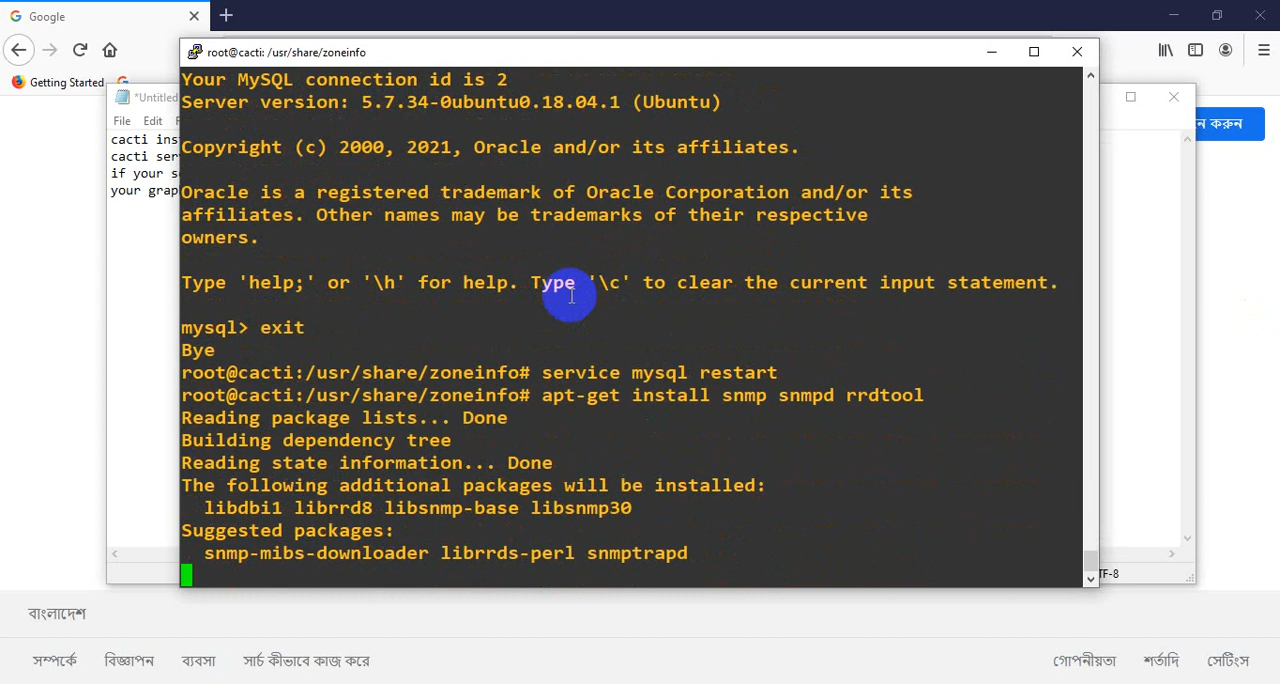 Google
root@cacti: /usr/share/zoneinfo
Getting Started
*Untitled
File Edit
cacti ins
cacti ser
if your s
your grap
ন করুন
Your MySQL connection id is 2
Server version: 5.7.34-0ubuntu0.18.04.1 (Ubuntu)
Copyright (c) 2000, 2021, Oracle and/or its affiliates.
Oracle is a registered trademark of Oracle Corporation and/or its
affiliates. Other names may be trademarks of their respective
owners.
Type 'help;' or '\h' for help. Type '\c' to clear the current input statement.
mysql> exit
Bye
root@cacti:/usr/share/zoneinfo# service mysql restart
root@cacti:/usr/share/zoneinfo# apt-get install snmp snmpd rrdtool
Reading package lists... Done
Building dependency tree
Reading state information... Done
The following additional packages will be installed:
libdbi1 librrd8 libsnmp-base libsnmp30
Suggested packages:
snmp-mibs-downloader librrds-perl snmptrapd
TF-8
বাংলাদেশ
সম্পর্কে বিজ্ঞাপন ব্যবসা সার্চ কীভাবে কাজ করে গোপনীয়তা শর্তাদি সেটিংস